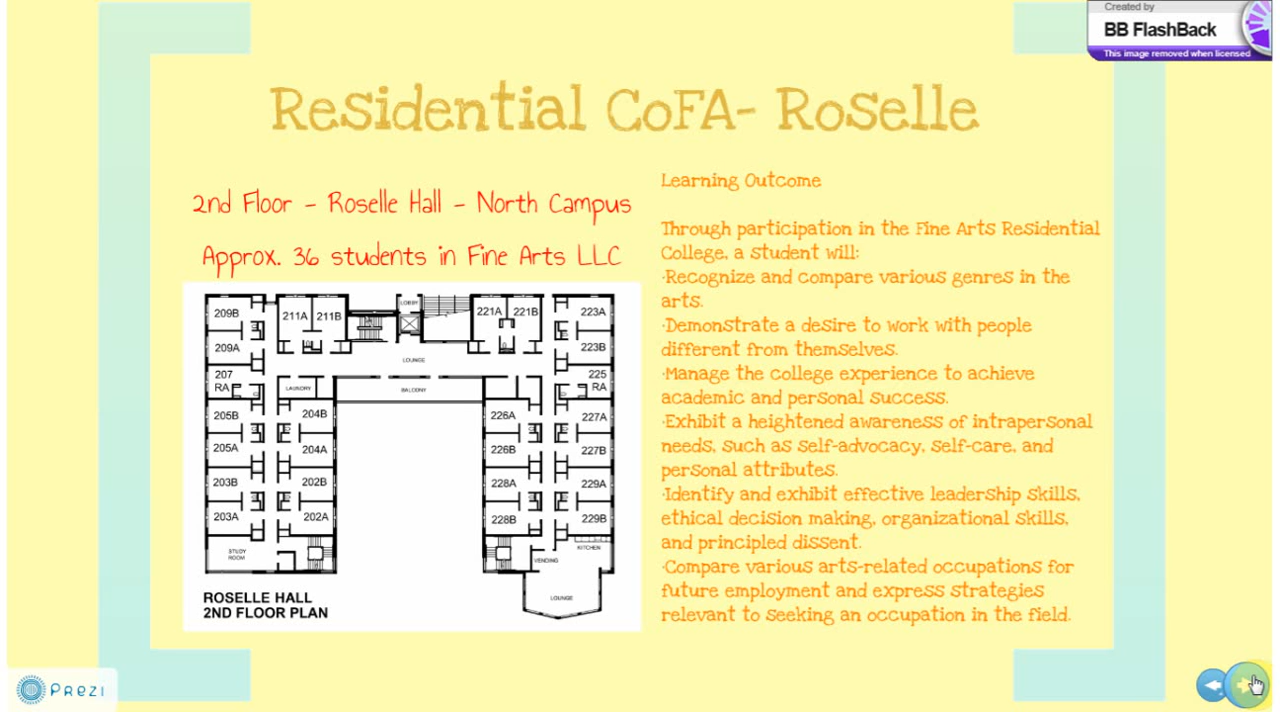 Created by
BB FlashBack
This image removed when licensed
Residential CoFA- Roselle
2nd Floor - Roselle Hall - North Campus
Approx. 36 students in Fine Arts LLC
209B
211A
211B
LOBBY
221A
221B
223A
209A
LOUNGE
223B
207
RA
LAUNDRY
BALCONY
225
RA
205B
204B
226A
227A
205A
204A
226B
227B
203B
202B
228A
229A
203A
202A
228B
229B
STUDY
ROOM
VENDING
KITCHEN
LOUNGE
ROSELLE HALL
2ND FLOOR PLAN
Learning Outcome
Through participation in the Fine Arts Residential
College, a student will:
·Recognize and compare various genres in the
arts.
·Demonstrate a desire to work with people
different from themselves.
·Manage the college experience to achieve
academic and personal success.
·Exhibit a heightened awareness of intrapersonal
needs, such as self-advocacy, self-care, and
personal attributes.
·Identify and exhibit effective leadership skills,
ethical decision making, organizational skills,
and principled dissent.
·Compare various arts-related occupations for
future employment and express strategies
relevant to seeking an occupation in the field.
Prezi